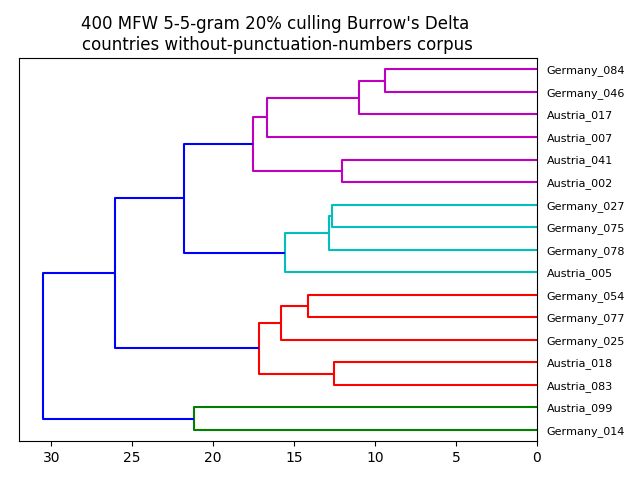 400 MFW 5-5-gram 20% culling Burrow's Delta
countries without-punctuation-numbers corpus
Germany_084
Germany_046
Austria_017
Austria_007
Austria_041
Austria_002
Germany_027
Germany_075
Germany_078
Austria_005
Germany_054
Germany_077
Germany_025
Austria_018
Austria_083
Austria_099
Germany_014
30 25 20 15 10 5 0